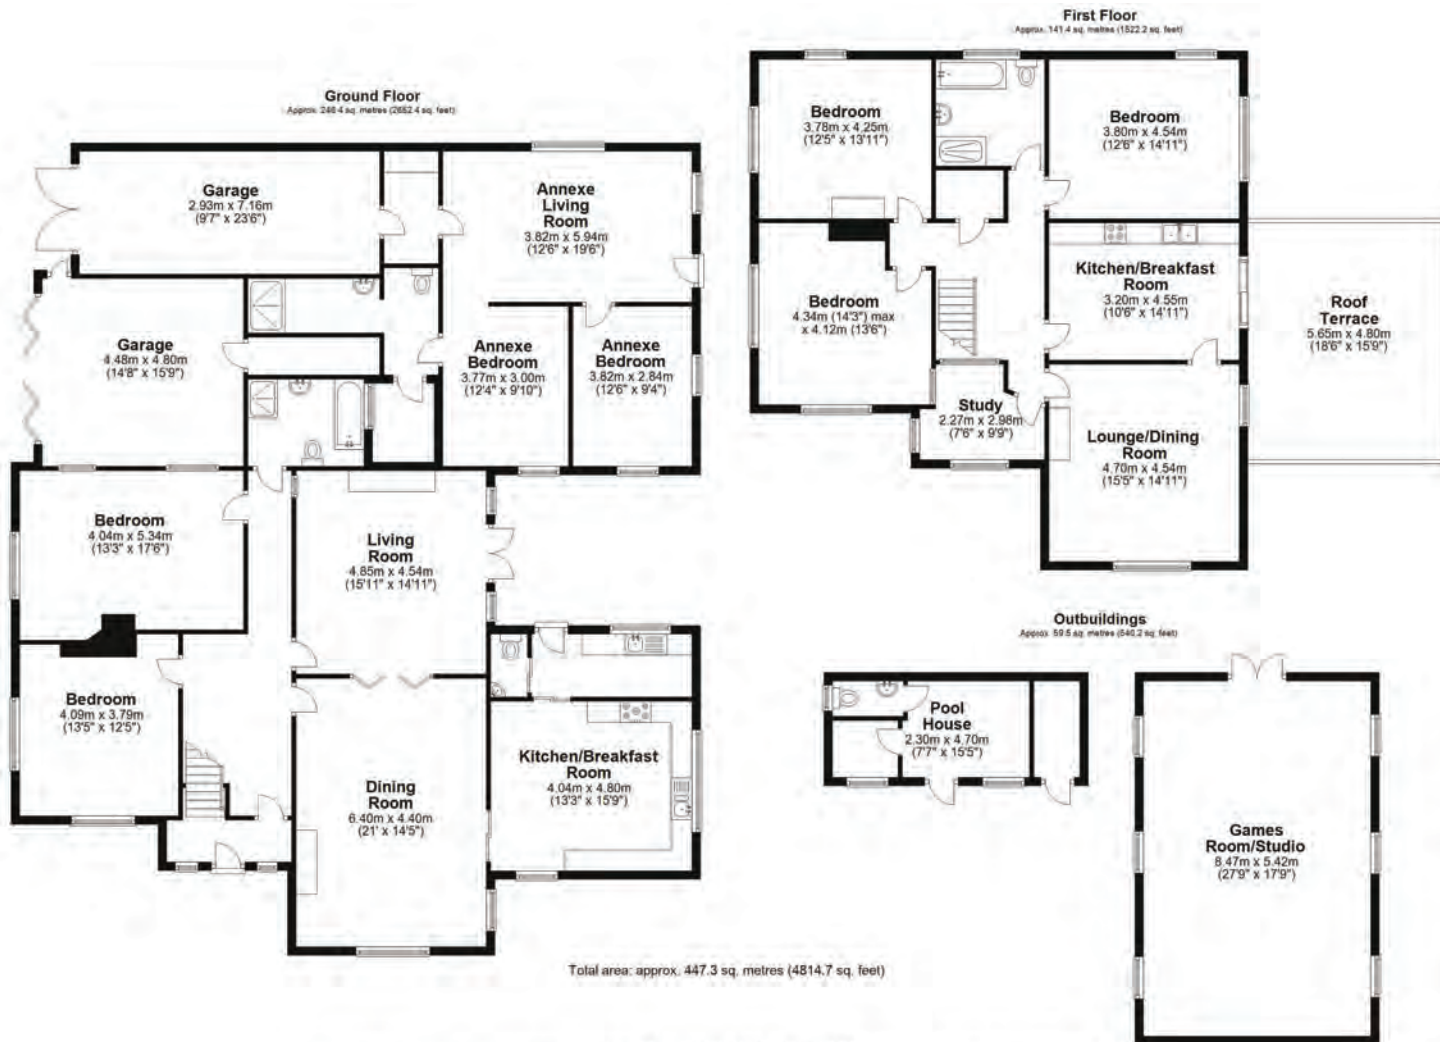 Ground Floor
Approx. 246.4 sq. metres (2652.4 sq. feet)
Garage
2.93m x 7.16m
(9'7" x 23'6")
Annexe
Living
Room
3.82m x 5.94m
(12'6" x 19'6")
Garage
4.48m x 4.80m
(14'8" x 15'9")
Annexe
Bedroom
3.77m x 3.00m
(12'4" x 9'10")
Annexe
Bedroom
3.82m x 2.84m
(12'6" x 9'4")
Bedroom
4.04m x 5.34m
(13'3" x 17'6")
Living
Room
4.85m x 4.54m
(15'11" x 14'11")
Bedroom
4.09m x 3.79m
(13'5" x 12'5")
Dining
Room
6.40m x 4.40m
(21' x 14'5")
Kitchen/Breakfast
Room
4.04m x 4.80m
(13'3" x 15'9")
First Floor
Approx. 141.4 sq. metres (1522.2 sq. feet)
Bedroom
3.78m x 4.25m
(12'5" x 13'11")
Bedroom
3.80m x 4.54m
(12'6" x 14'11")
Bedroom
4.34m (14'3") max
x 4.12m (13'6")
Kitchen/Breakfast
Room
3.20m x 4.55m
(10'6" x 14'11")
Roof
Terrace
5.65m x 4.80m
(18'6" x 15'9")
Study
2.27m x 2.98m
(7'6" x 9'9")
Lounge/Dining
Room
4.70m x 4.54m
(15'5" x 14'11")
Outbuildings
Approx. 59.5 sq. metres (640.2 sq. feet)
Pool
House
2.30m x 4.70m
(7'7" x 15'5")
Games
Room/Studio
8.47m x 5.42m
(27'9" x 17'9")
Total area: approx. 447.3 sq. metres (4814.7 sq. feet)